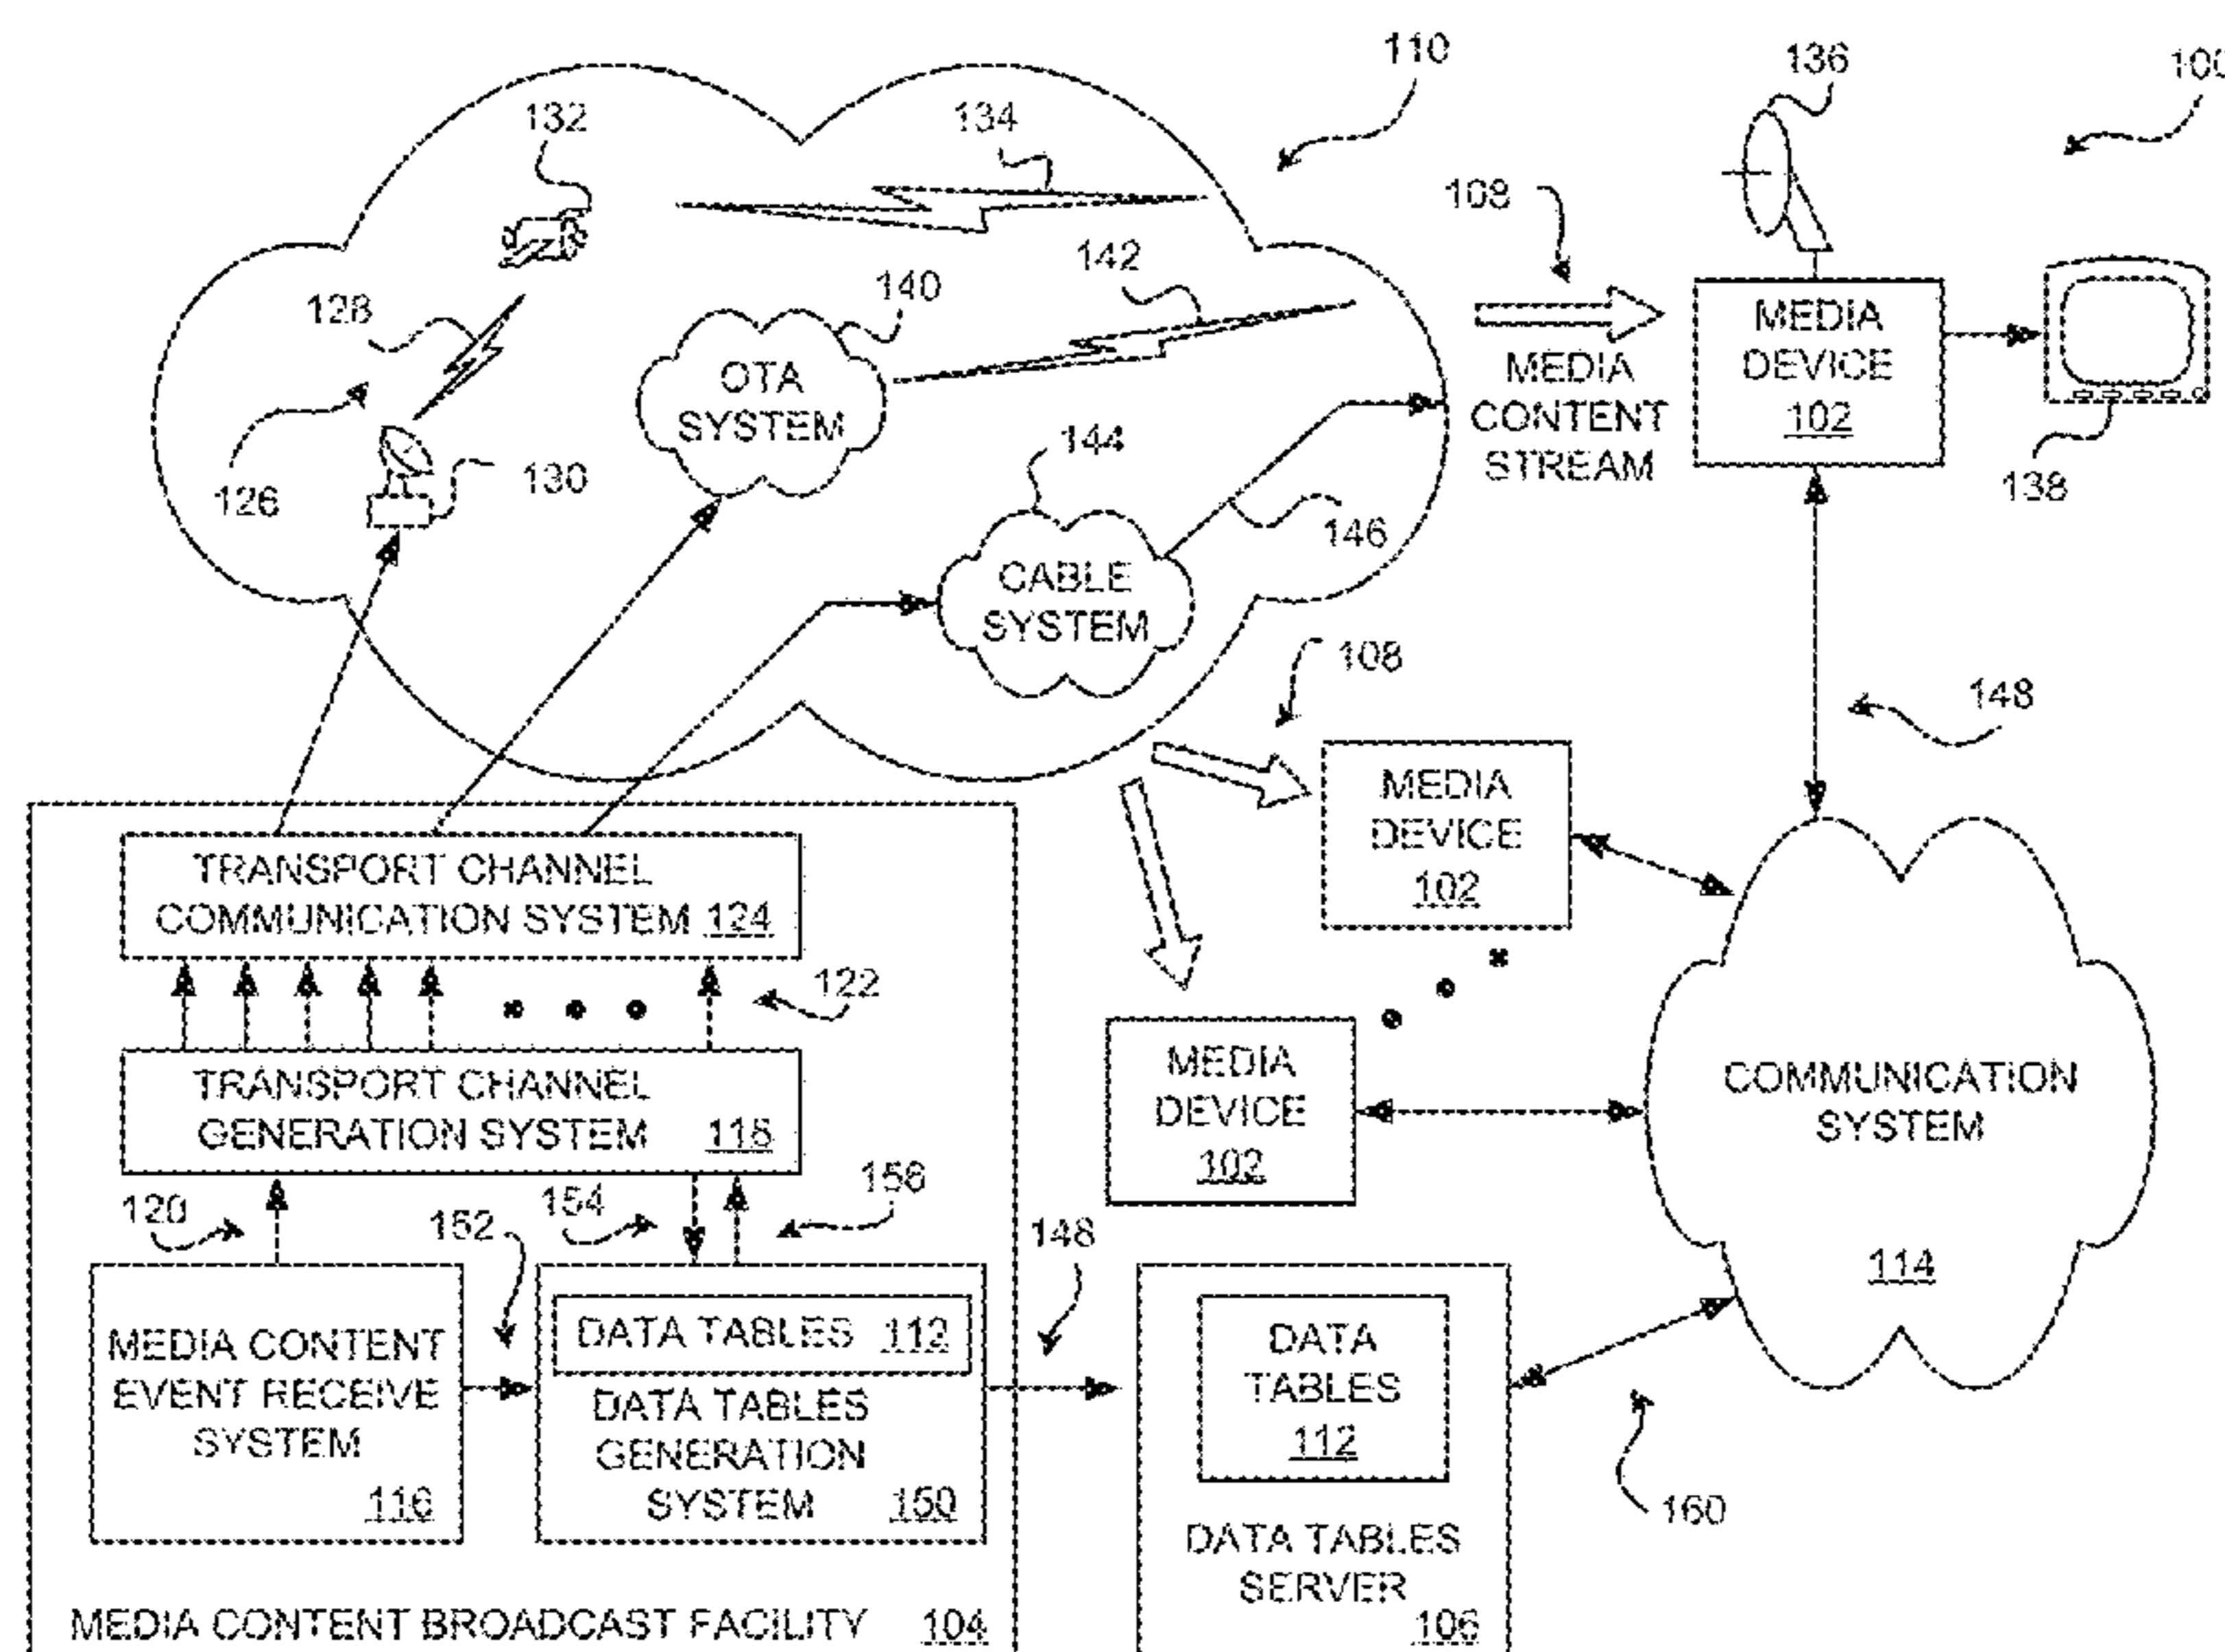 110
136
100
132
134
108
128
140
142
MEDIA
DEVICE
102
OTA
SYSTEM
MEDIA
CONTENT
STREAM
126
130
144
138
146
CABLE
SYSTEM
108
148
MEDIA
DEVICE
102
TRANSPORT CHANNEL
COMMUNICATION SYSTEM 124
122
TRANSPORT CHANNEL
GENERATION SYSTEM 118
MEDIA
DEVICE
102
COMMUNICATION
SYSTEM
114
120
152
154
156
148
MEDIA CONTENT
EVENT RECEIVE
SYSTEM
116
DATA TABLES 112
DATA TABLES
GENERATION
SYSTEM 150
DATA
TABLES
112
DATA TABLES
SERVER
106
160
MEDIA CONTENT BROADCAST FACILITY 104